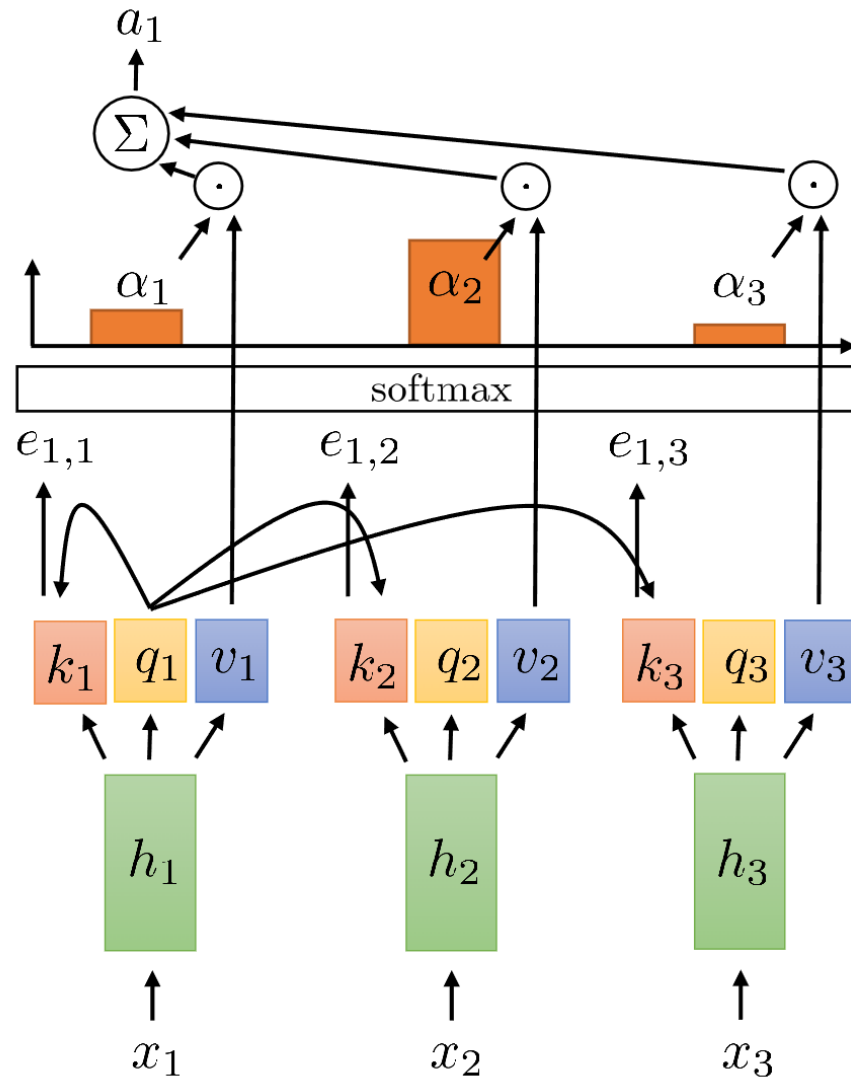 a₁
Σ
· · ·
α₁ α₂ α₃
softmax
e₁,₁ e₁,₂ e₁,₃
k₁ q₁ v₁ k₂ q₂ v₂ k₃ q₃ v₃
h₁ h₂ h₃
x₁ x₂ x₃